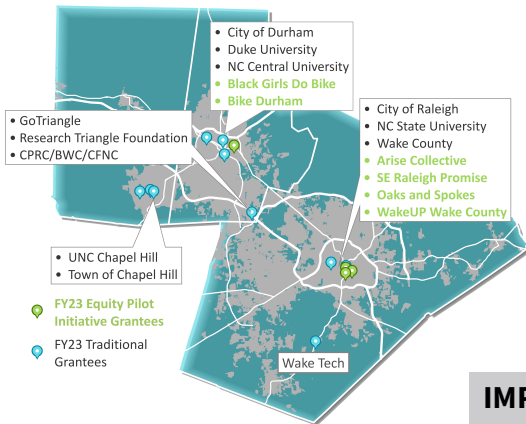 • City of Durham
• Duke University
• NC Central University
• Black Girls Do Bike
• Bike Durham
• GoTriangle
• Research Triangle Foundation
• CPRC/BWC/CFNC
• City of Raleigh
• NC State University
• Wake County
• Arise Collective
• SE Raleigh Promise
• Oaks and Spokes
• WakeUP Wake County
• UNC Chapel Hill
• Town of Chapel Hill
FY23 Equity Pilot
Initiative Grantees
FY23 Traditional
Grantees
Wake Tech